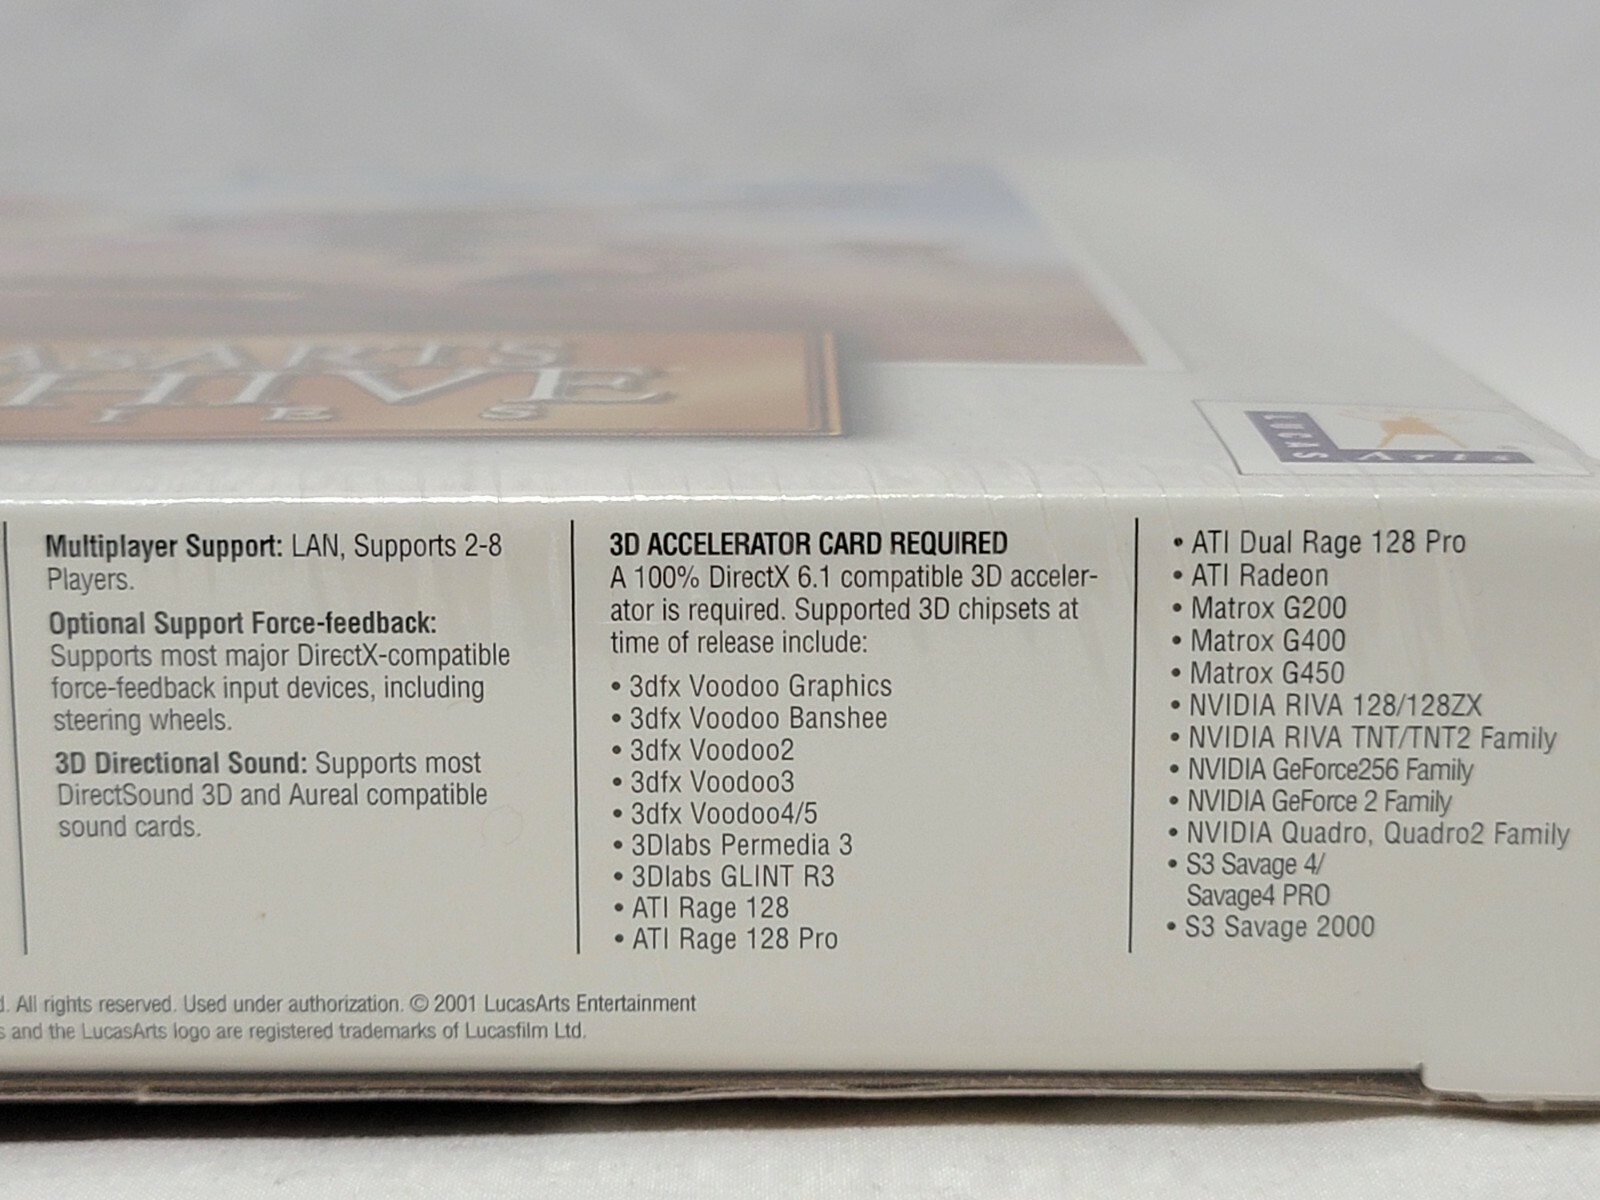 ASARTS
HIVE
I E S
LUCAS Arts
Multiplayer Support: LAN, Supports 2-8
Players.
Optional Support Force-feedback:
Supports most major DirectX-compatible
force-feedback input devices, including
steering wheels.
3D Directional Sound: Supports most
DirectSound 3D and Aureal compatible
sound cards.
3D ACCELERATOR CARD REQUIRED
A 100% DirectX 6.1 compatible 3D acceler-
ator is required. Supported 3D chipsets at
time of release include:
• 3dfx Voodoo Graphics
• 3dfx Voodoo Banshee
• 3dfx Voodoo2
• 3dfx Voodoo3
• 3dfx Voodoo4/5
• 3Dlabs Permedia 3
• 3Dlabs GLINT R3
• ATI Rage 128
• ATI Rage 128 Pro
• ATI Dual Rage 128 Pro
• ATI Radeon
• Matrox G200
• Matrox G400
• Matrox G450
• NVIDIA RIVA 128/128ZX
• NVIDIA RIVA TNT/TNT2 Family
• NVIDIA GeForce256 Family
• NVIDIA GeForce 2 Family
• NVIDIA Quadro, Quadro2 Family
• S3 Savage 4/
Savage4 PRO
• S3 Savage 2000
d. All rights reserved. Used under authorization. © 2001 LucasArts Entertainment
s and the LucasArts logo are registered trademarks of Lucasfilm Ltd.